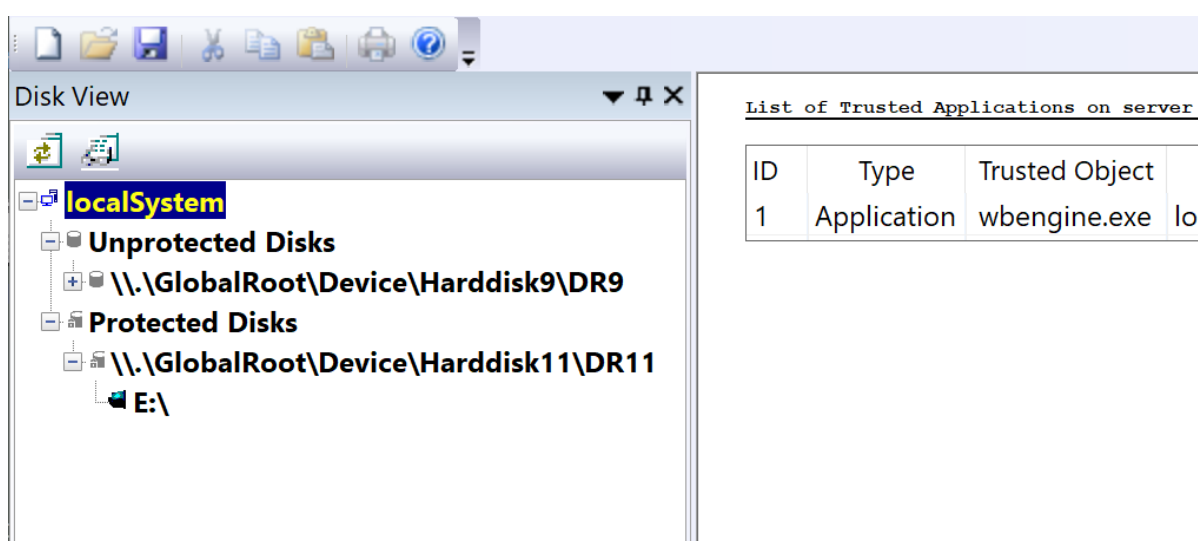 Disk View
localSystem
Unprotected Disks
\\.\GlobalRoot\Device\Harddisk9\DR9
Protected Disks
\\.\GlobalRoot\Device\Harddisk11\DR11
E:\
List of Trusted Applications on server
ID Type Trusted Object
1 Application wbengine.exe lo